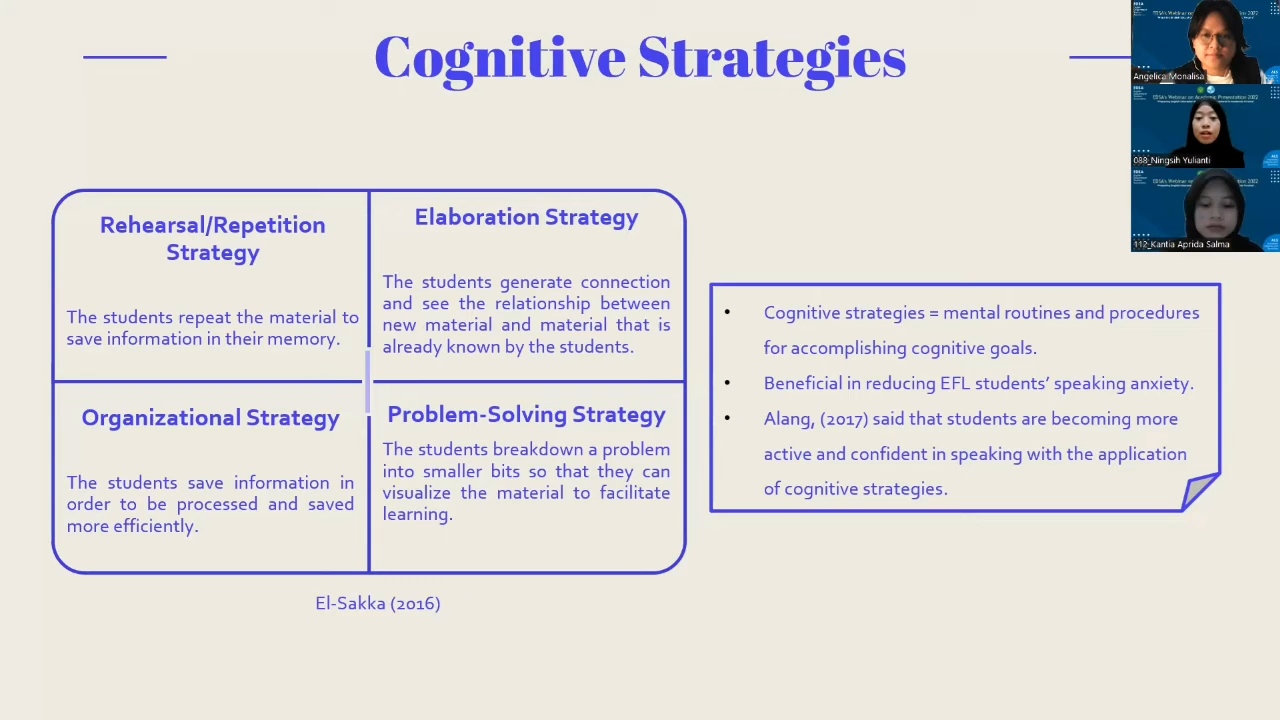 Cognitive Strategies
Rehearsal/Repetition
Strategy
The students repeat the material to
save information in their memory.
Elaboration Strategy
The students generate connection
and see the relationship between
new material and material that is
already known by the students.
Organizational Strategy
The students save information in
order to be processed and saved
more efficiently.
Problem-Solving Strategy
The students breakdown a problem
into smaller bits so that they can
visualize the material to facilitate
learning.
El-Sakka (2016)
• Cognitive strategies = mental routines and procedures
for accomplishing cognitive goals.
• Beneficial in reducing EFL students’ speaking anxiety.
• Alang, (2017) said that students are becoming more
active and confident in speaking with the application
of cognitive strategies.
Angelica Monalisa
EDSA's Webinar on Academic Presentation 2022
088_Ningsih Yulianti
112_Kantia Aprida Salma